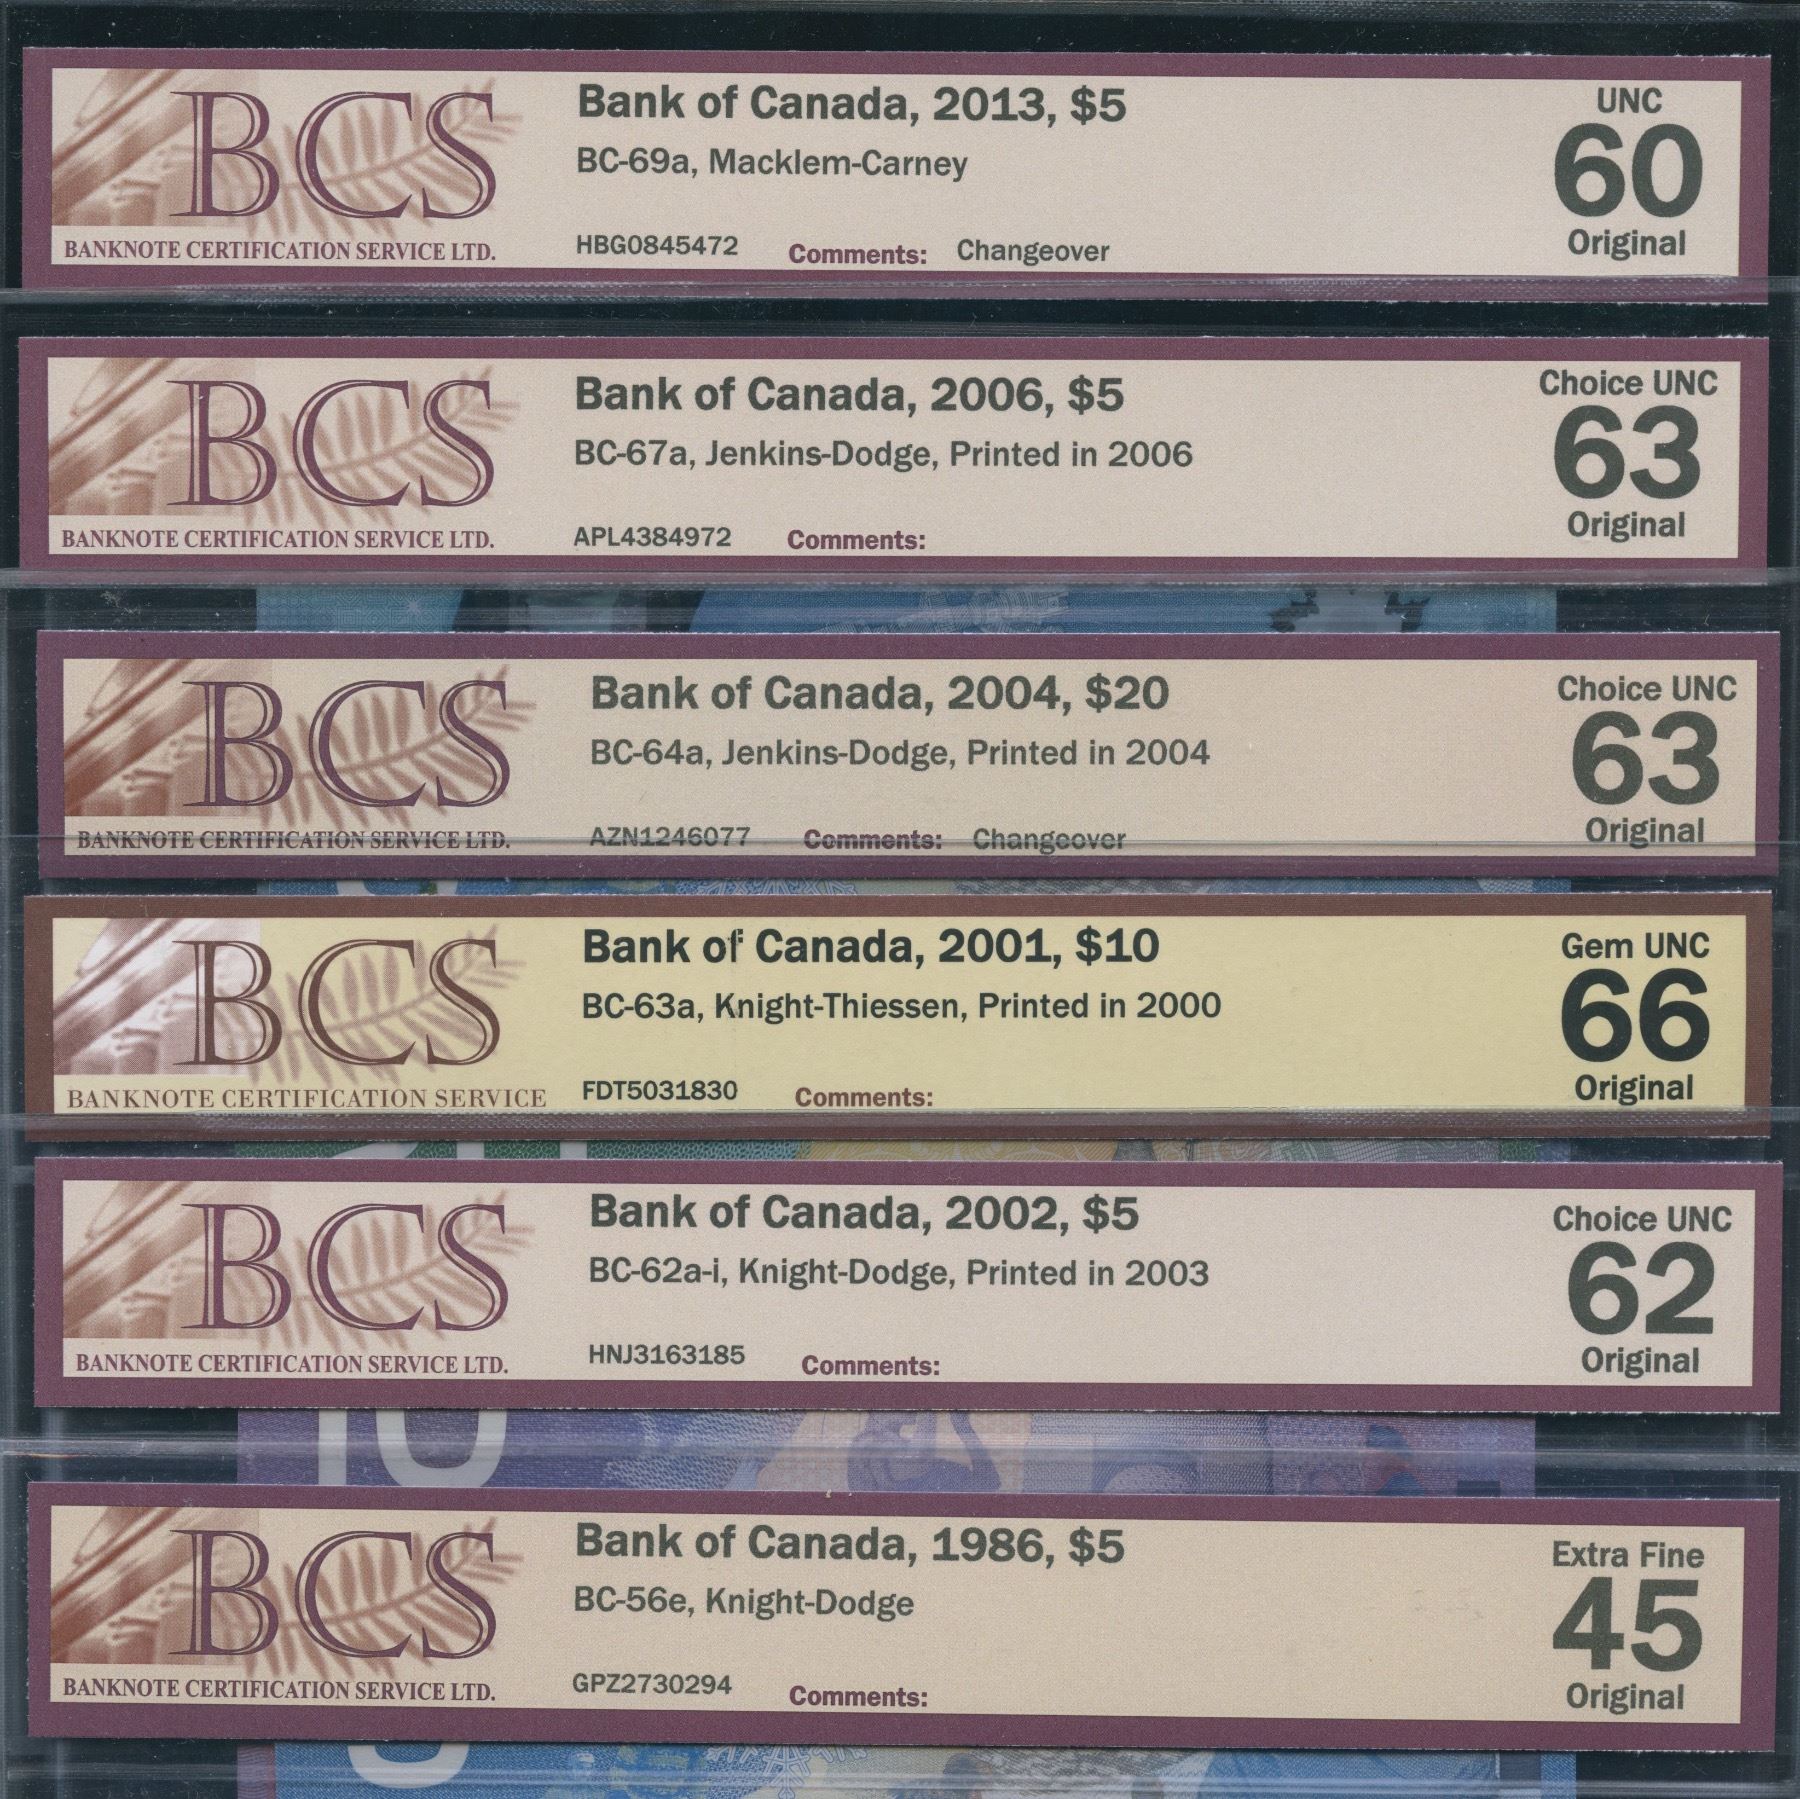 BCS
BANKNOTE CERTIFICATION SERVICE LTD.
Bank of Canada, 2013, $5
BC-69a, Macklem-Carney
HBG0845472 Comments: Changeover
UNC
60
Original
BCS
BANKNOTE CERTIFICATION SERVICE LTD.
Bank of Canada, 2006, $5
BC-67a, Jenkins-Dodge, Printed in 2006
APL4384972 Comments:
Choice UNC
63
Original
BCS
BANKNOTE CERTIFICATION SERVICE LTD.
Bank of Canada, 2004, $20
BC-64a, Jenkins-Dodge, Printed in 2004
AZN1246077 Comments: Changeover
Choice UNC
63
Original
BCS
BANKNOTE CERTIFICATION SERVICE
Bank of Canada, 2001, $10
BC-63a, Knight-Thiessen, Printed in 2000
FDT5031830 Comments:
Gem UNC
66
Original
BCS
BANKNOTE CERTIFICATION SERVICE LTD.
Bank of Canada, 2002, $5
BC-62a-i, Knight-Dodge, Printed in 2003
HNJ3163185 Comments:
Choice UNC
62
Original
10
BCS
BANKNOTE CERTIFICATION SERVICE LTD.
Bank of Canada, 1986, $5
BC-56e, Knight-Dodge
GPZ2730294 Comments:
Extra Fine
45
Original